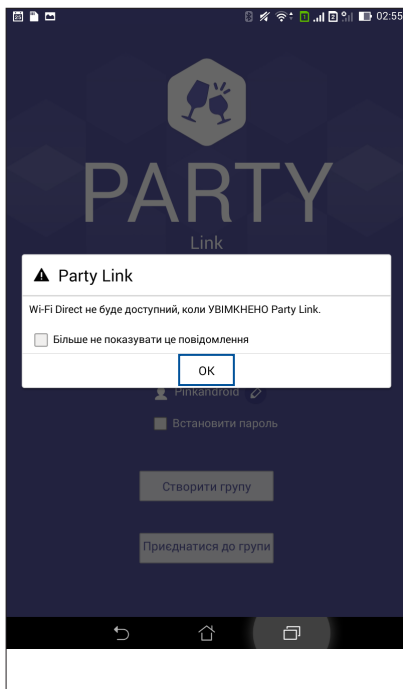 02:55
PARTY
Link
Party Link
Wi-Fi Direct не буде доступний, коли УВІМКНЕНО Party Link.
Більше не показувати це повідомлення
ОК
Pinkandroid
Встановити пароль
Створити групу
Приєднатися до групи